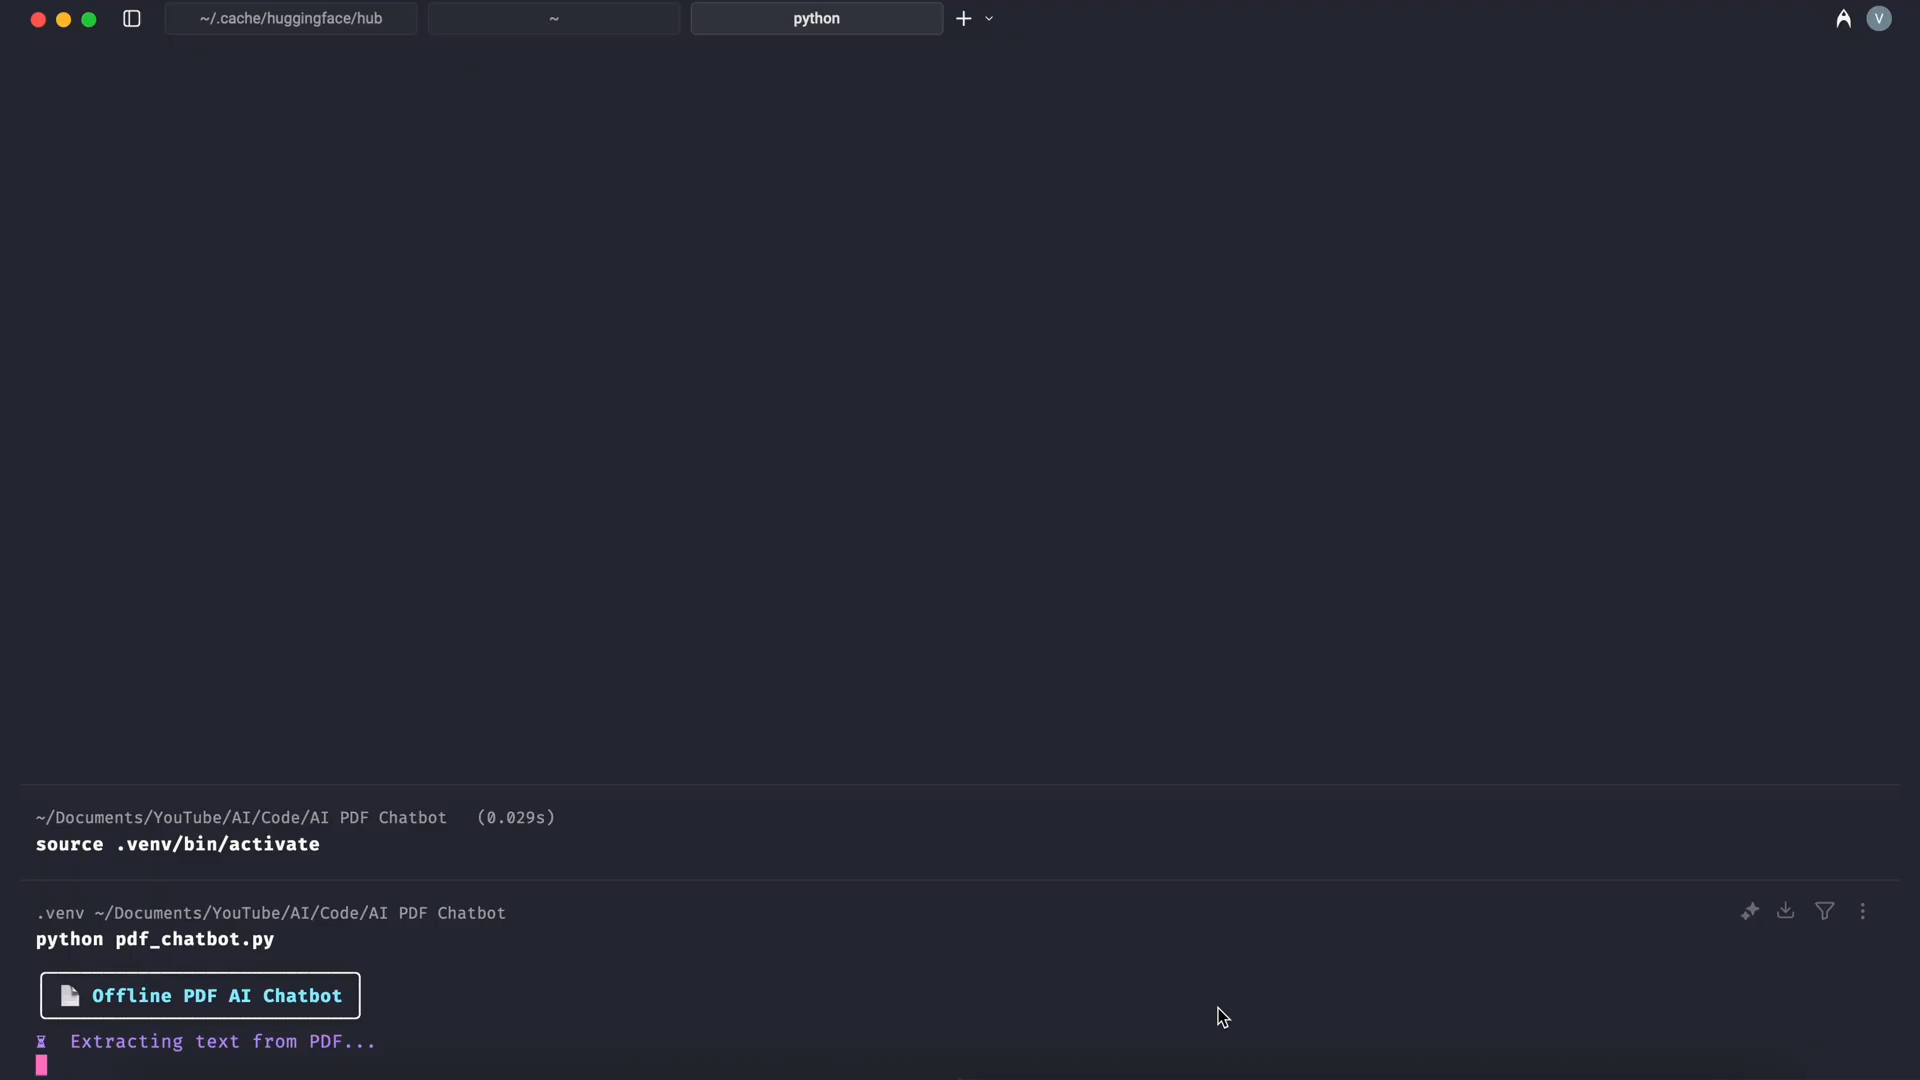 ~/.cache/huggingface/hub
~
python
V
~/Documents/YouTube/AI/Code/AI PDF Chatbot (0.029s)
source .venv/bin/activate
.venv ~/Documents/YouTube/AI/Code/AI PDF Chatbot
python pdf_chatbot.py
Offline PDF AI Chatbot
Extracting text from PDF...